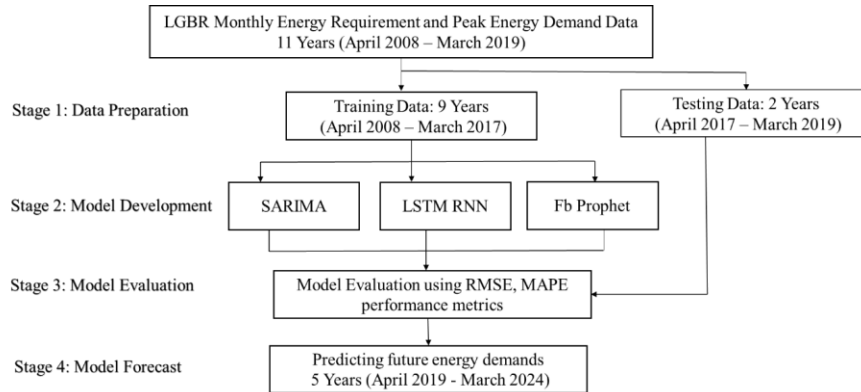 LGBR Monthly Energy Requirement and Peak Energy Demand Data
11 Years (April 2008 – March 2019)
Stage 1: Data Preparation
Training Data: 9 Years
(April 2008 – March 2017)
Testing Data: 2 Years
(April 2017 – March 2019)
Stage 2: Model Development
SARIMA
LSTM RNN
Fb Prophet
Stage 3: Model Evaluation
Model Evaluation using RMSE, MAPE
performance metrics
Stage 4: Model Forecast
Predicting future energy demands
5 Years (April 2019 - March 2024)